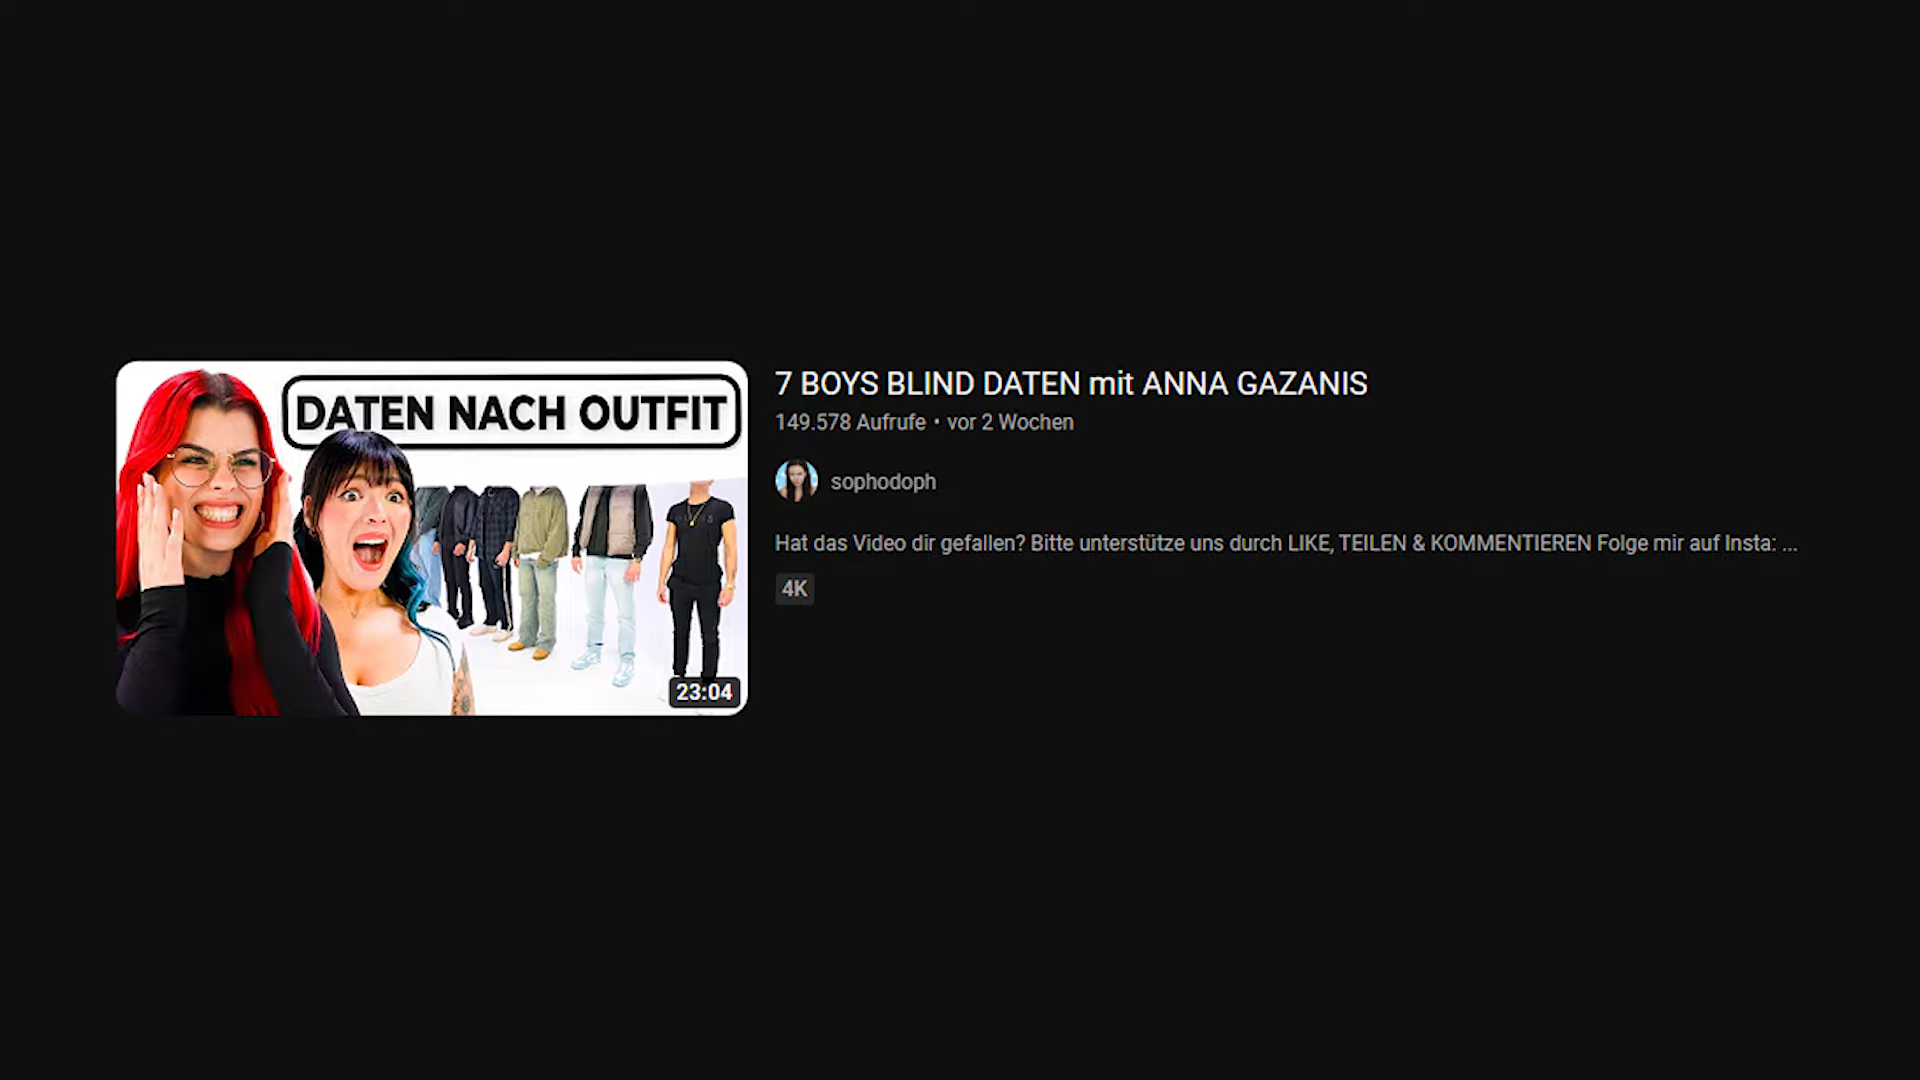 DATEN NACH OUTFIT
23:04
7 BOYS BLIND DATEN mit ANNA GAZANIS
149.578 Aufrufe • vor 2 Wochen
sophodoph
Hat das Video dir gefallen? Bitte unterstütze uns durch LIKE, TEILEN & KOMMENTIEREN Folge mir auf Insta: ...
4K